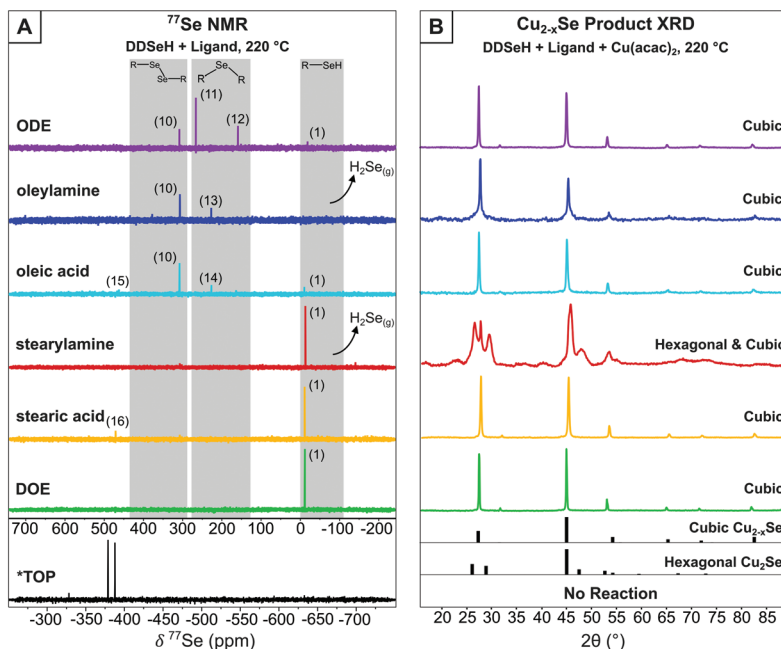 A
⁷⁷Se NMR
DDSeH + Ligand, 220 °C
R Se
Se R
Se
R R
R SeH
ODE
(10)
(11)
(12)
(1)
oleylamine
(10)
(13)
H₂Se(g)
oleic acid
(15)
(10)
(14)
(1)
stearylamine
(1)
H₂Se(g)
stearic acid
(16)
(1)
DOE
(1)
700 600 500 400 300 200 100 0 -100 -200
*TOP
-300 -350 -400 -450 -500 -550 -600 -650 -700
δ ⁷⁷Se (ppm)
B
Cu₂₋ₓSe Product XRD
DDSeH + Ligand + Cu(acac)₂, 220 °C
Cubic
Cubic
Cubic
Hexagonal & Cubic
Cubic
Cubic
Cubic Cu₂₋ₓSe
Hexagonal Cu₂Se
No Reaction
20 25 30 35 40 45 50 55 60 65 70 75 80 85
2θ (°)